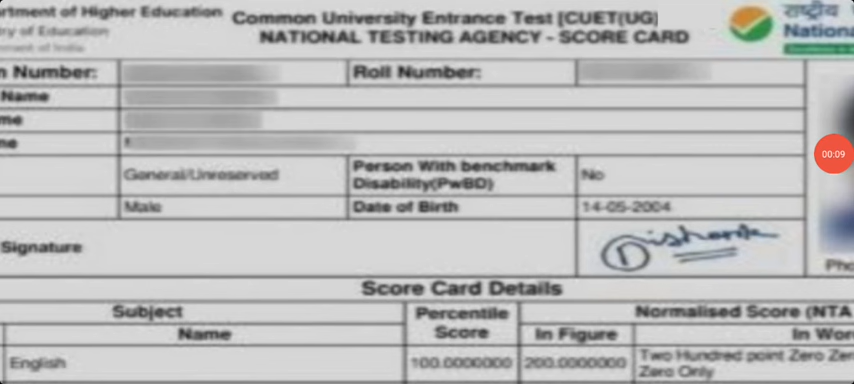 rtment of Higher Education
ry of Education
Common University Entrance Test [CUET(UG)
NATIONAL TESTING AGENCY - SCORE CARD
राष्ट्रीय
Nationa
n Number:
Roll Number:
Name
me
ne
General/Unreserved
Person With benchmark Disability(PwBD)
No
Male
Date of Birth
14-05-2004
Signature
Dishank
Pho
00:09
Score Card Details
Subject
Percentile Score
Normalised Score (NTA
Name
In Figure
In Wor
English
100.0000000
200.0000000
Two Hundred point Zero Zer
Zero Only